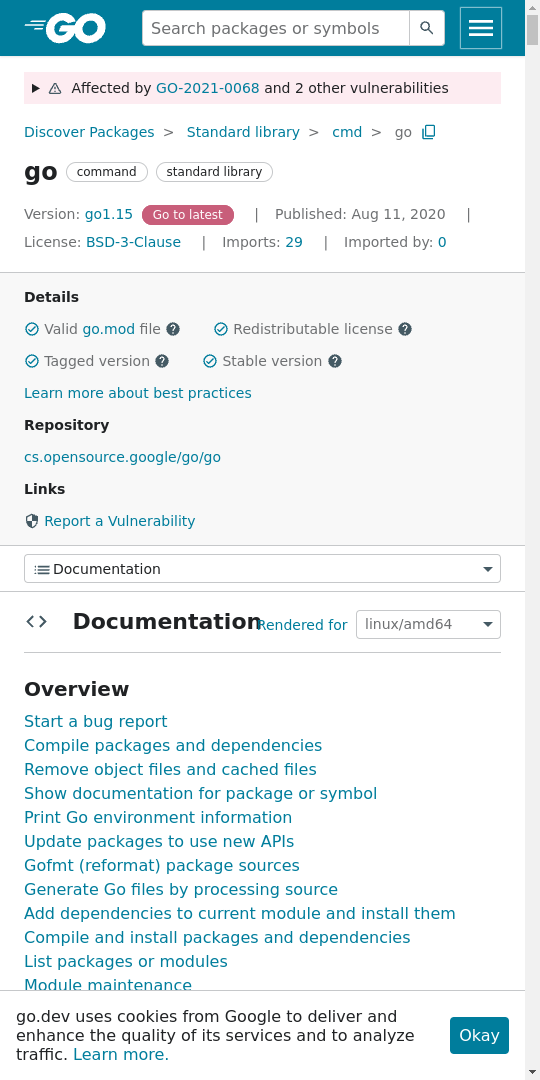 GO
Search packages or symbols
Affected by GO-2021-0068 and 2 other vulnerabilities
Discover Packages > Standard library > cmd > go
go command standard library
Version: go1.15 Go to latest | Published: Aug 11, 2020 |
License: BSD-3-Clause | Imports: 29 | Imported by: 0
Details
Valid go.mod file ? Redistributable license ?
Tagged version ? Stable version ?
Learn more about best practices
Repository
cs.opensource.google/go/go
Links
Report a Vulnerability
Documentation
<> Documentation Rendered for linux/amd64
Overview
Start a bug report
Compile packages and dependencies
Remove object files and cached files
Show documentation for package or symbol
Print Go environment information
Update packages to use new APIs
Gofmt (reformat) package sources
Generate Go files by processing source
Add dependencies to current module and install them
Compile and install packages and dependencies
List packages or modules
Module maintenance
go.dev uses cookies from Google to deliver and
enhance the quality of its services and to analyze
traffic. Learn more.
Okay